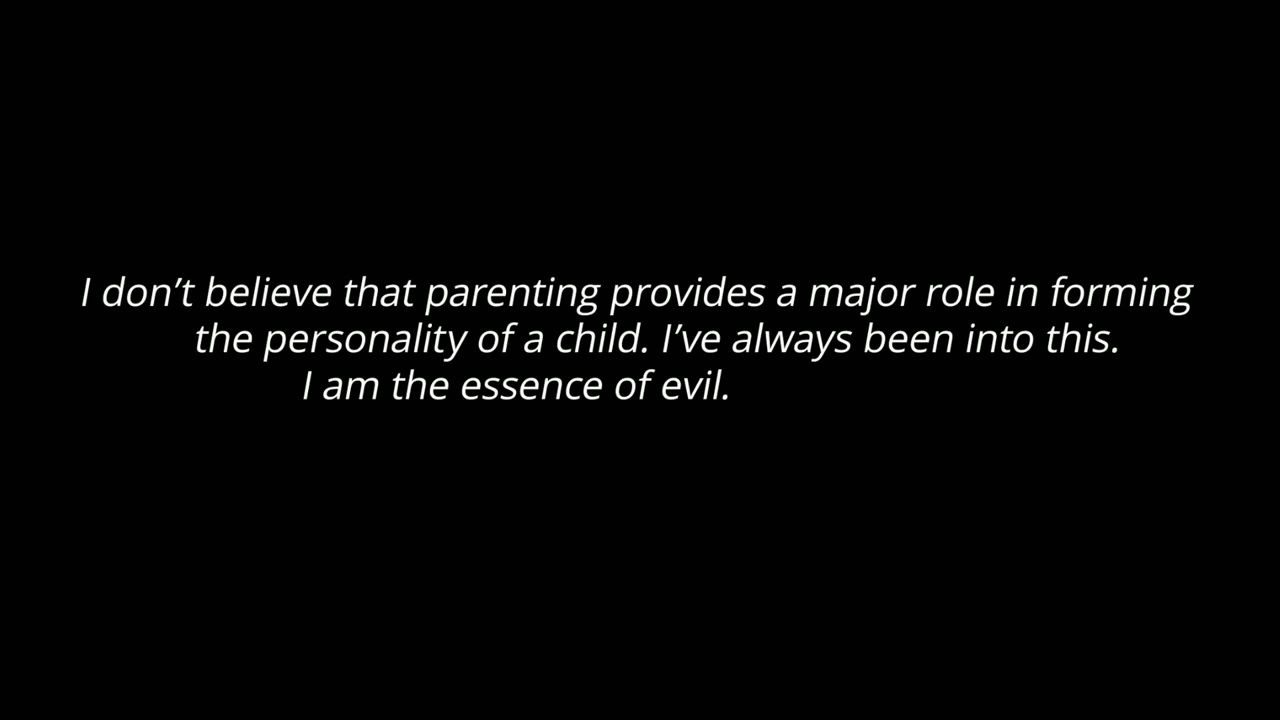 I don’t believe that parenting provides a major role in forming
the personality of a child. I’ve always been into this.
I am the essence of evil.